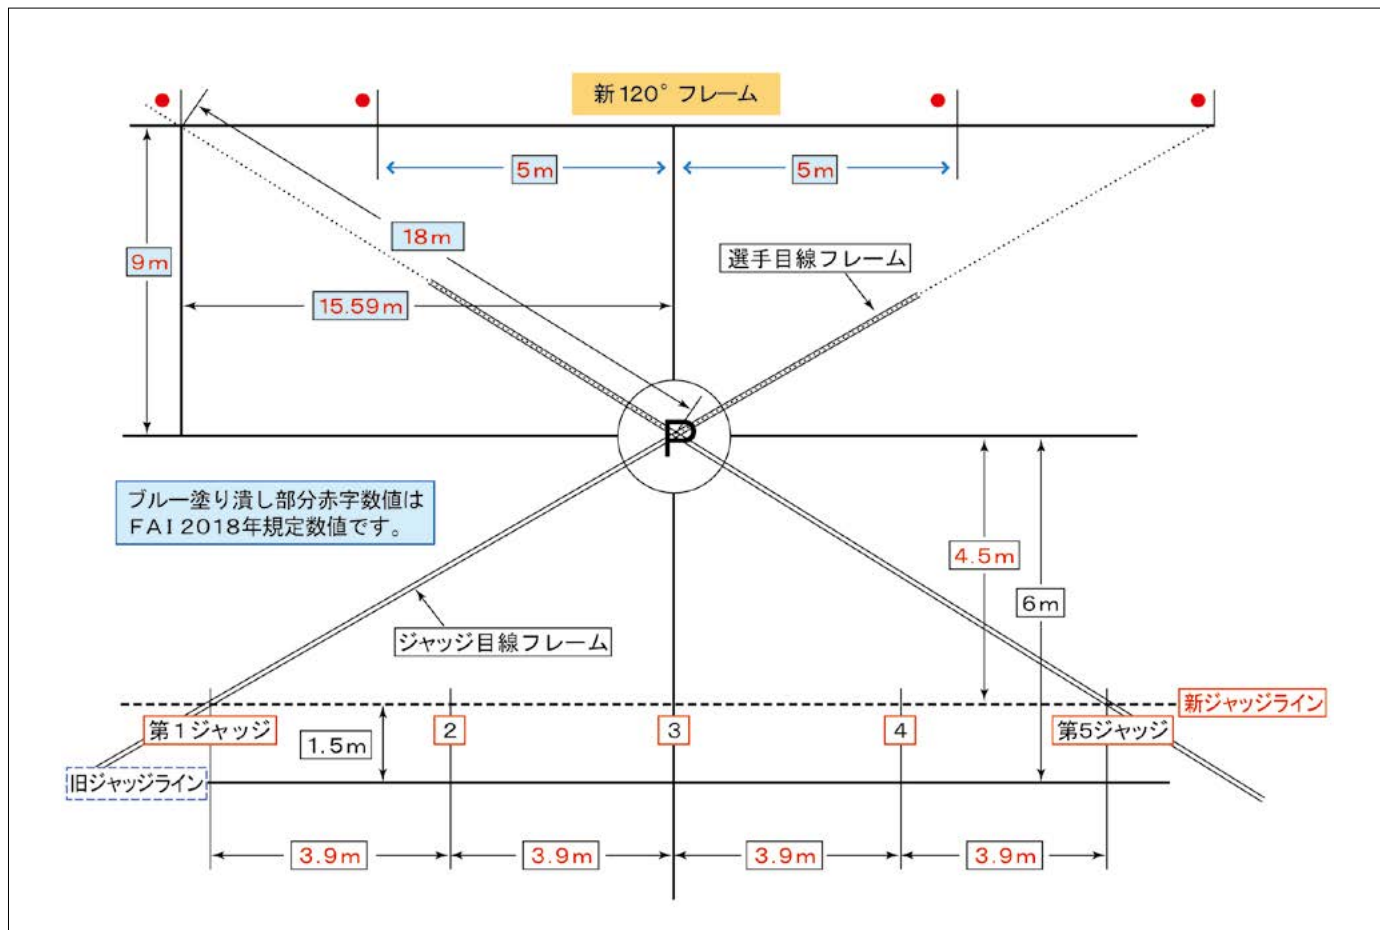 新120°フレーム
5m
5m
18m
9m
選手目線フレーム
15.59m
P
ブルー塗り潰し部分赤字数値は
FAI 2018年規定数値です。
4.5m
6m
ジャッジ目線フレーム
新ジャッジライン
第1ジャッジ
2
3
4
第5ジャッジ
1.5m
旧ジャッジライン
3.9m
3.9m
3.9m
3.9m